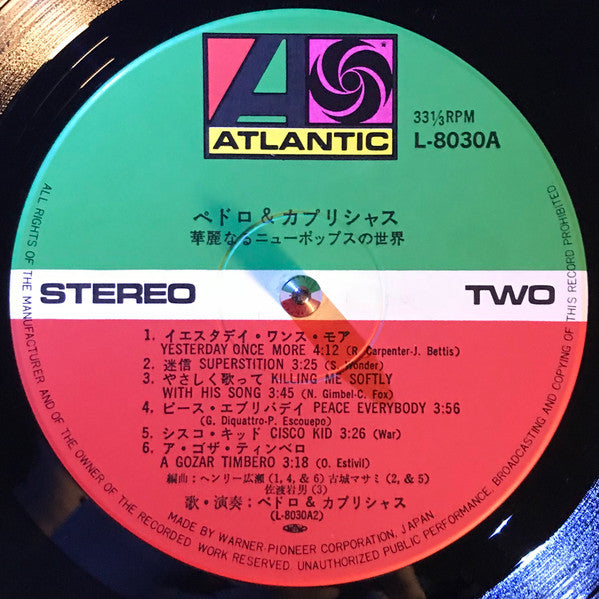 ATLANTIC
33⅓RPM
L-8030A
ペドロ & カプリシャス
華麗なるニューポップスの世界
STEREO
TWO
1. イエスタデイ・ワンス・モア
YESTERDAY ONCE MORE 4:12 (R. Carpenter-J. Bettis)
2. 迷信 SUPERSTITION 3:25 (S. Wonder)
3. やさしく歌って KILLING ME SOFTLY
WITH HIS SONG 3:45 (N. Gimbel-C. Fox)
4. ピース・エブリバデイ PEACE EVERYBODY 3:56
(G. Diquattro-P. Escouepo)
5. シスコ・キッド CISCO KID 3:26 (War)
6. ア・ゴザ・ティンベロ
A GOZAR TIMBERO 3:18 (O. Estivil)
編曲：ヘンリー広瀬 (1, 4, & 6) 古城マサミ (2, & 5)
佐渡岩男 (3)
歌・演奏：ペドロ & カプリシャス
(L-8030A2)
MADE BY WARNER-PIONEER CORPORATION, JAPAN
ALL RIGHTS OF THE MANUFACTURER AND OF THE OWNER OF THE RECORDED WORK RESERVED. UNAUTHORIZED PUBLIC PERFORMANCE, BROADCASTING AND COPYING OF THIS RECORD PROHIBITED